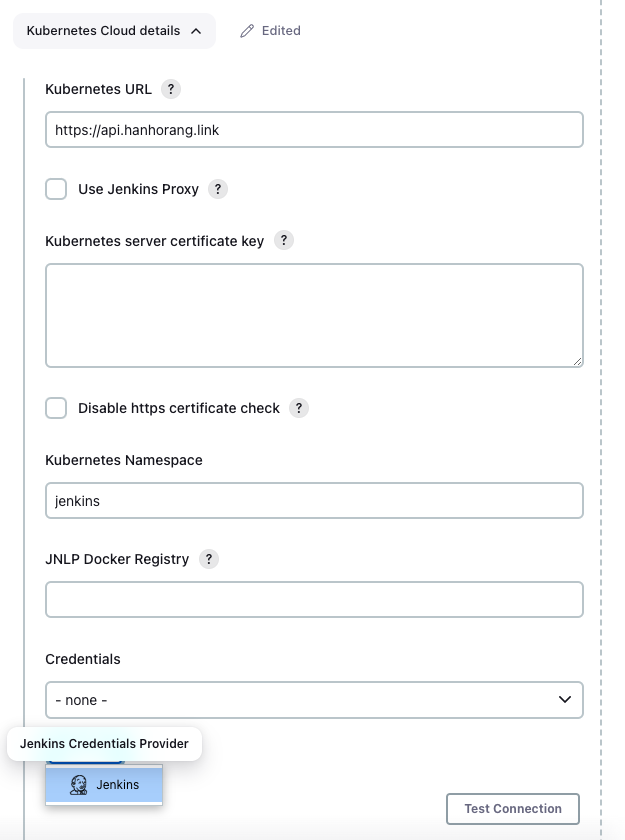 Kubernetes Cloud details
Edited
Kubernetes URL ?
https://api.hanhorang.link
Use Jenkins Proxy ?
Kubernetes server certificate key ?
Disable https certificate check ?
Kubernetes Namespace
jenkins
JNLP Docker Registry ?
Credentials
- none -
Jenkins Credentials Provider
Jenkins
Test Connection